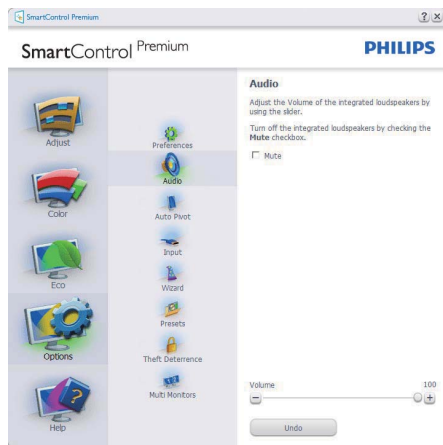 SmartControl Premium
SmartControl Premium
PHILIPS
Adjust
Color
Eco
Options
Help
Preferences
Audio
Auto Pivot
Input
Wizard
Presets
Theft Deterrence
Multi Monitors
Audio
Adjust the Volume of the integrated loudspeakers by
using the slider.
Turn off the integrated loudspeakers by checking the
Mute checkbox.
Mute
Volume 100
Undo